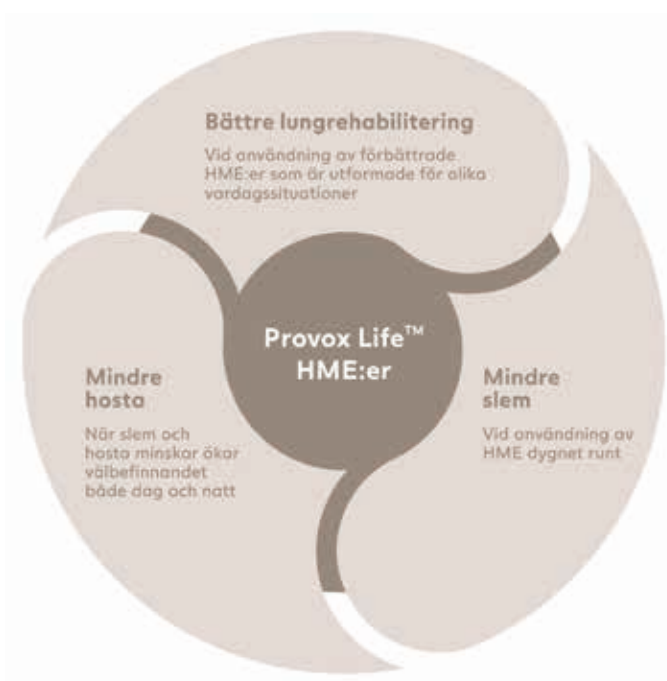 Bättre lungrehabilitering
Vid användning av förbättrade
HME:er som är utformade för olika
vardagssituationer
Provox Life™
HME:er
Mindre
hosta
När slem och
hosta minskar ökar
välbefinnandet
både dag och natt
Mindre
slem
Vid användning av
HME dygnet runt